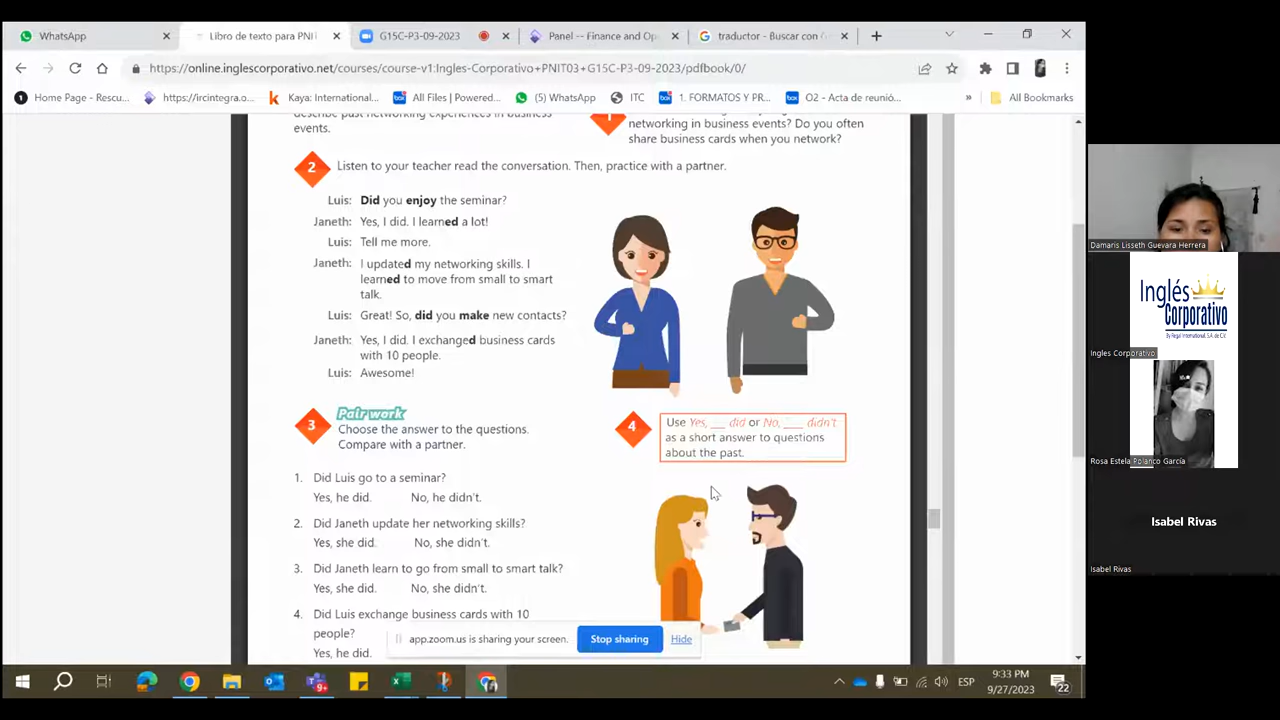 WhatsApp
Libro de texto para PNI
G15C-P3-09-2023
Panel -- Finance and Op
traductor - Buscar con G
https://online.inglescorporativo.net/courses/course-v1:Ingles-Corporativo+PNIT03+G15C-P3-09-2023/pdfbook/0/
Home Page - Rescu...
https://ircintegra.o...
Kaya: International...
All Files | Powered...
(5) WhatsApp
ITC
1. FORMATOS Y PR...
O2 - Acta de reunió...
»
All Bookmarks
describe past networking experiences in business
events.
1
networking in business events? Do you often
share business cards when you network?
2
Listen to your teacher read the conversation. Then, practice with a partner.
Luis: Did you enjoy the seminar?
Janeth: Yes, I did. I learned a lot!
Luis: Tell me more.
Janeth: I updated my networking skills. I
learned to move from small to smart
talk.
Luis: Great! So, did you make new contacts?
Janeth: Yes, I did. I exchanged business cards
with 10 people.
Luis: Awesome!
3
Pair work
Choose the answer to the questions.
Compare with a partner.
1. Did Luis go to a seminar?
Yes, he did. No, he didn't.
2. Did Janeth update her networking skills?
Yes, she did. No, she didn't.
3. Did Janeth learn to go from small to smart talk?
Yes, she did. No, she didn't.
4. Did Luis exchange business cards with 10
people?
Yes, he did.
4
Use Yes, __ did or No, __ didn't
as a short answer to questions
about the past.
app.zoom.us is sharing your screen.
Stop sharing
Hide
ESP
9:33 PM
9/27/2023
22
Damaris Lisseth Guevara Herrera
Inglés
Corporativo
By Regal International, S.A. de C.V.
Ingles Corporativo
Rosa Estela Polanco García
Isabel Rivas
Isabel Rivas